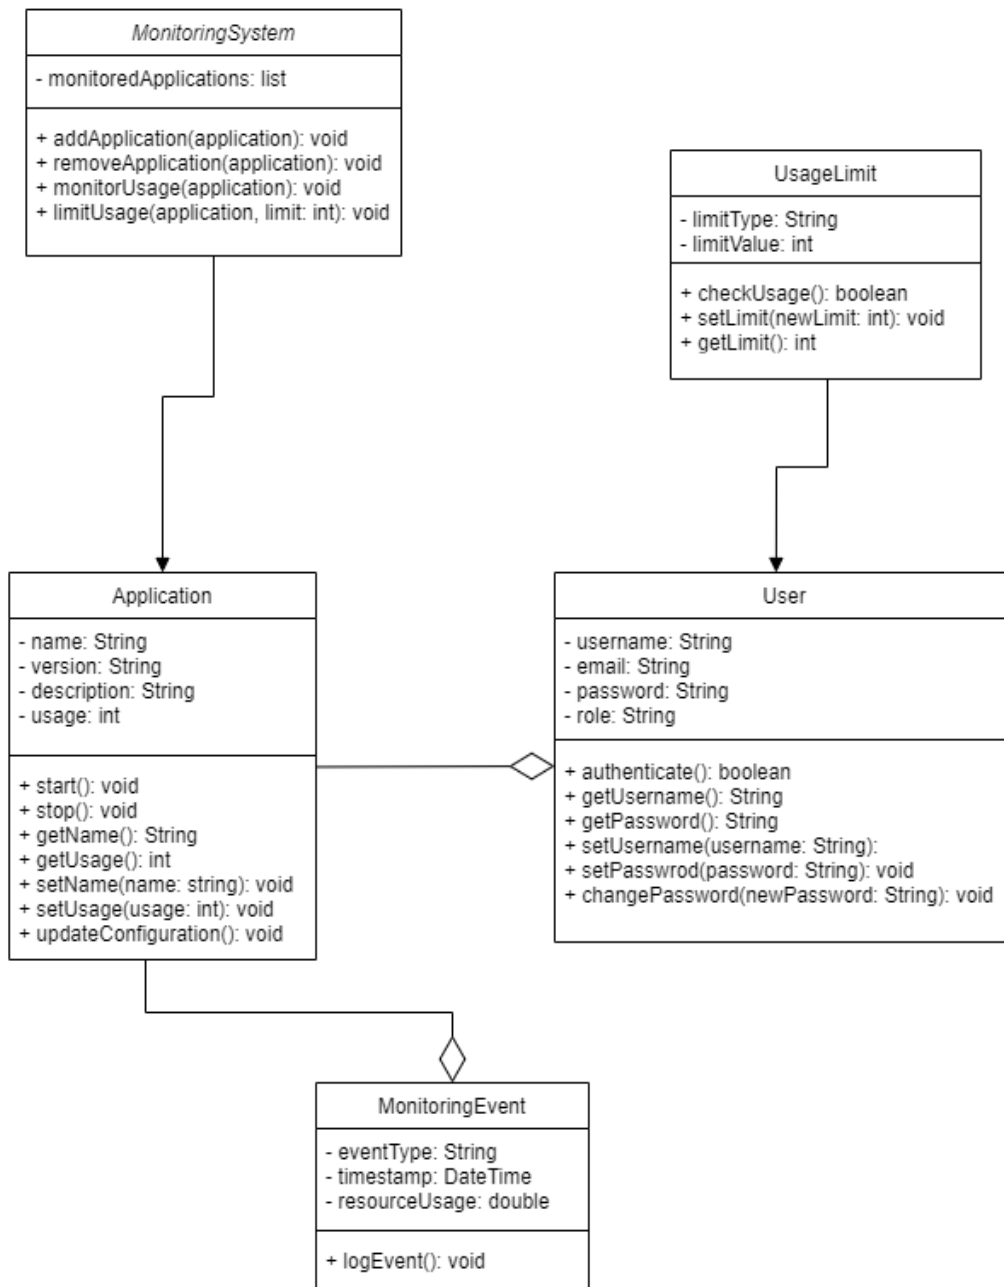 MonitoringSystem
- monitoredApplications: list
+ addApplication(application): void
+ removeApplication(application): void
+ monitorUsage(application): void
+ limitUsage(application, limit: int): void
UsageLimit
- limitType: String
- limitValue: int
+ checkUsage(): boolean
+ setLimit(newLimit: int): void
+ getLimit(): int
Application
- name: String
- version: String
- description: String
- usage: int
+ start(): void
+ stop(): void
+ getName(): String
+ getUsage(): int
+ setName(name: string): void
+ setUsage(usage: int): void
+ updateConfiguration(): void
User
- username: String
- email: String
- password: String
- role: String
+ authenticate(): boolean
+ getUsername(): String
+ getPassword(): String
+ setUsername(username: String):
+ setPasswrod(password: String): void
+ changePassword(newPassword: String): void
MonitoringEvent
- eventType: String
- timestamp: DateTime
- resourceUsage: double
+ logEvent(): void